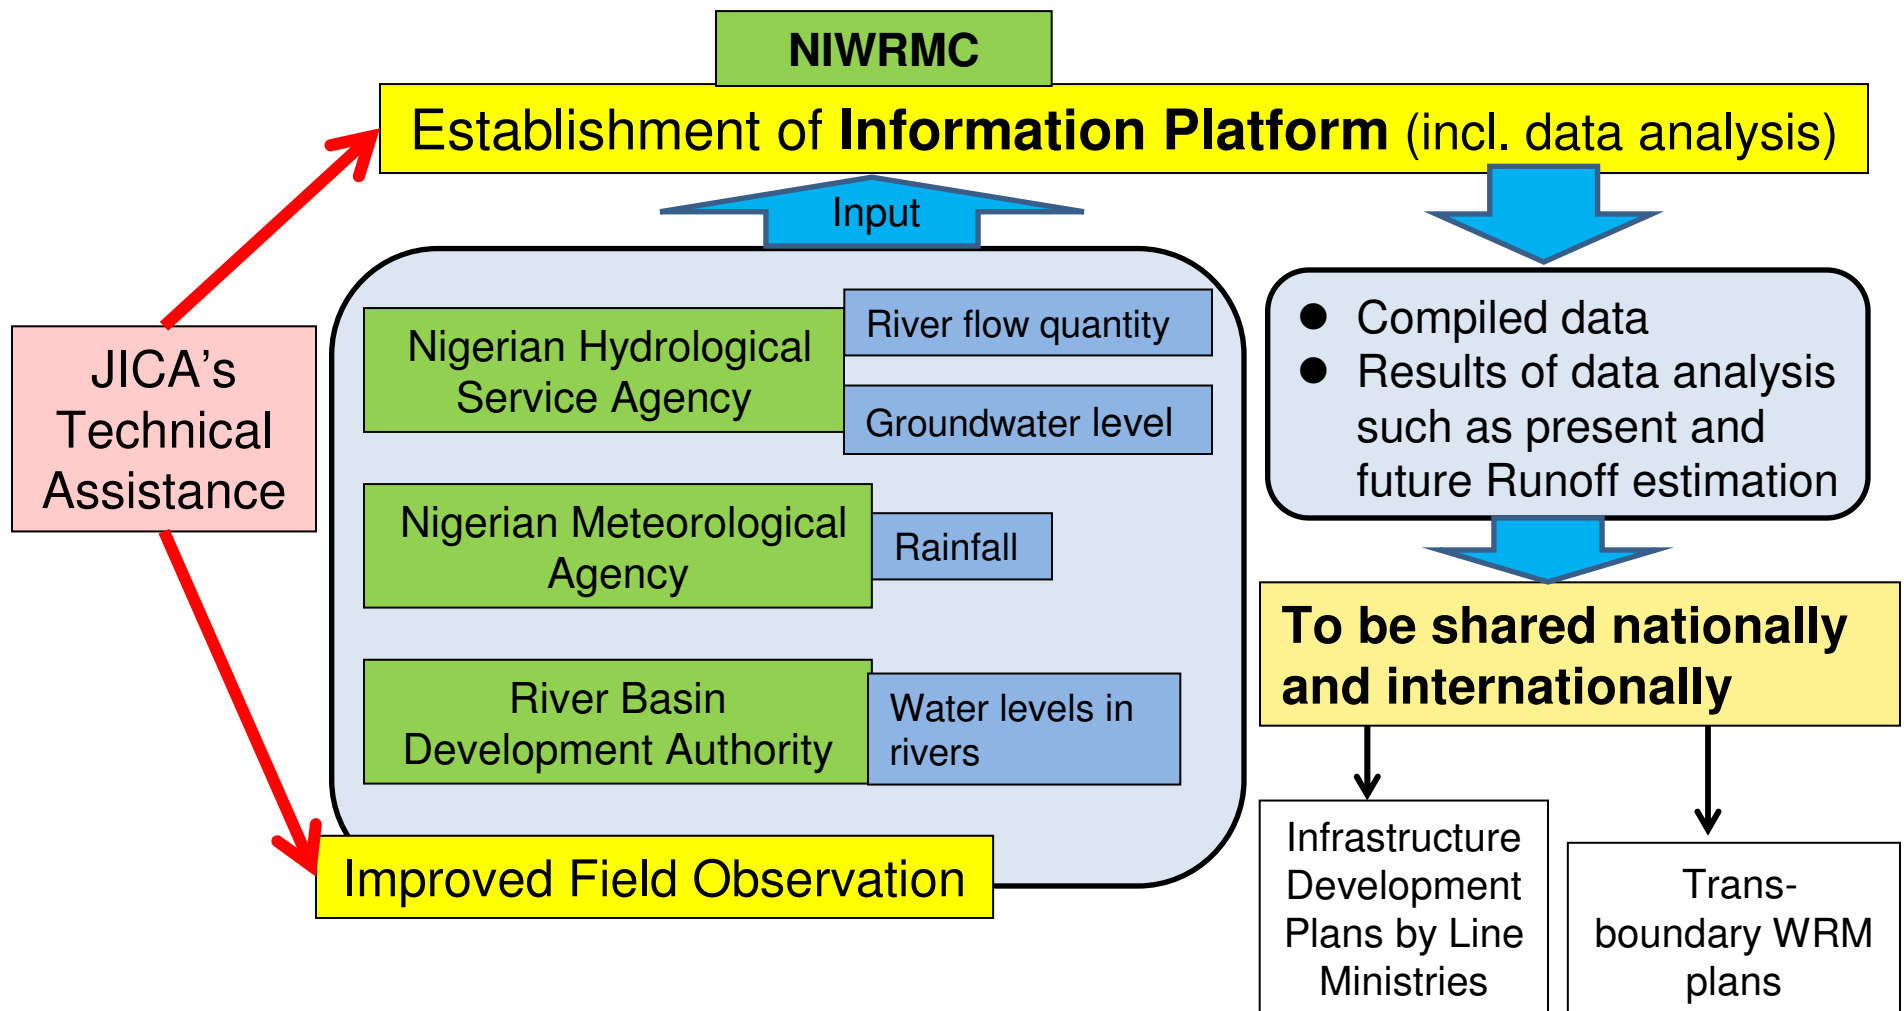 NIWRMC
Establishment of Information Platform (incl. data analysis)
Input
JICA's
Technical
Assistance
Nigerian Hydrological
Service Agency
River flow quantity
Groundwater level
Nigerian Meteorological
Agency
Rainfall
River Basin
Development Authority
Water levels in
rivers
Improved Field Observation
● Compiled data
● Results of data analysis
such as present and
future Runoff estimation
To be shared nationally
and internationally
Infrastructure
Development
Plans by Line
Ministries
Trans-
boundary WRM
plans